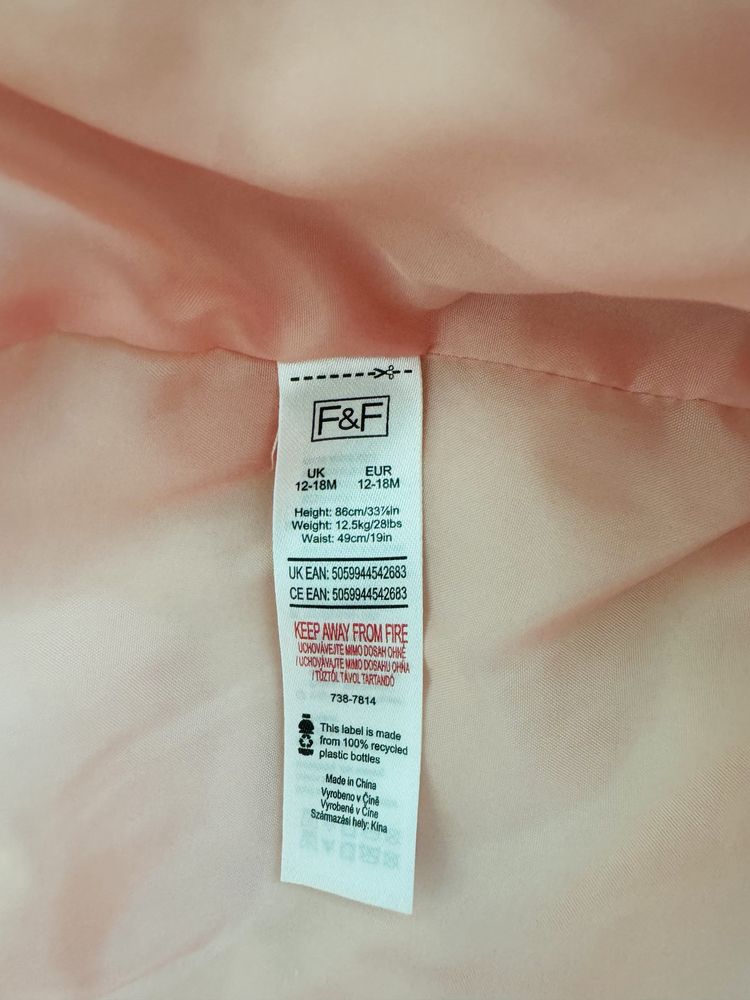 F&F
UK EUR
12-18M 12-18M
Height: 86cm/33⅞in
Weight: 12.5kg/28lbs
Waist: 49cm/19in
UK EAN: 5059944542683
CE EAN: 5059944542683
KEEP AWAY FROM FIRE
UCHOVÁVEJTE MIMO DOSAH OHNĚ
/ UCHOVÁVAJTE MIMO DOSAHU OHŇA
/ TŰZTŐL TÁVOL TARTANDÓ
738-7814
This label is made
from 100% recycled
plastic bottles
Made in China
Vyrobeno v Číně
Vyrobené v Číne
Származási hely: Kína